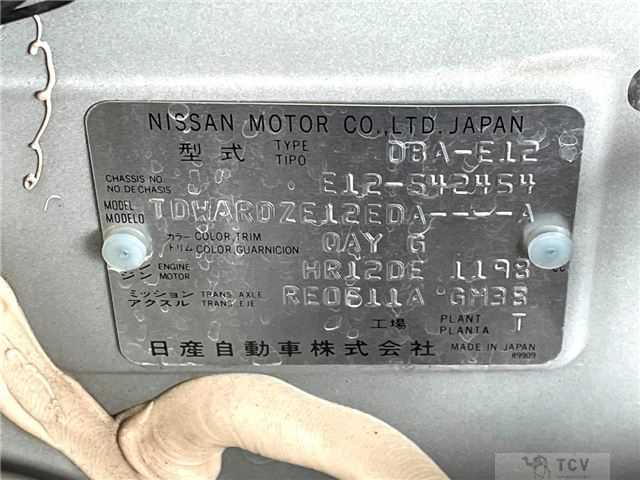 NISSAN MOTOR CO.,LTD. JAPAN
型式 TYPE TIPO DBA-E12
CHASSIS NO. NO.DE CHASIS E12-542454
MODEL MODELO TDWARDZE12EDA----A
カラー COLOR,TRIM
トリム COLOR,GUARNICION QAY G
ENGINE MOTOR HR12DE 1198 cc
ミッション TRANS. AXLE
アクスル TRANS. EJE RE0F11A GM38
工場 PLANT PLANTA T
日産自動車株式会社 MADE IN JAPAN
TCV